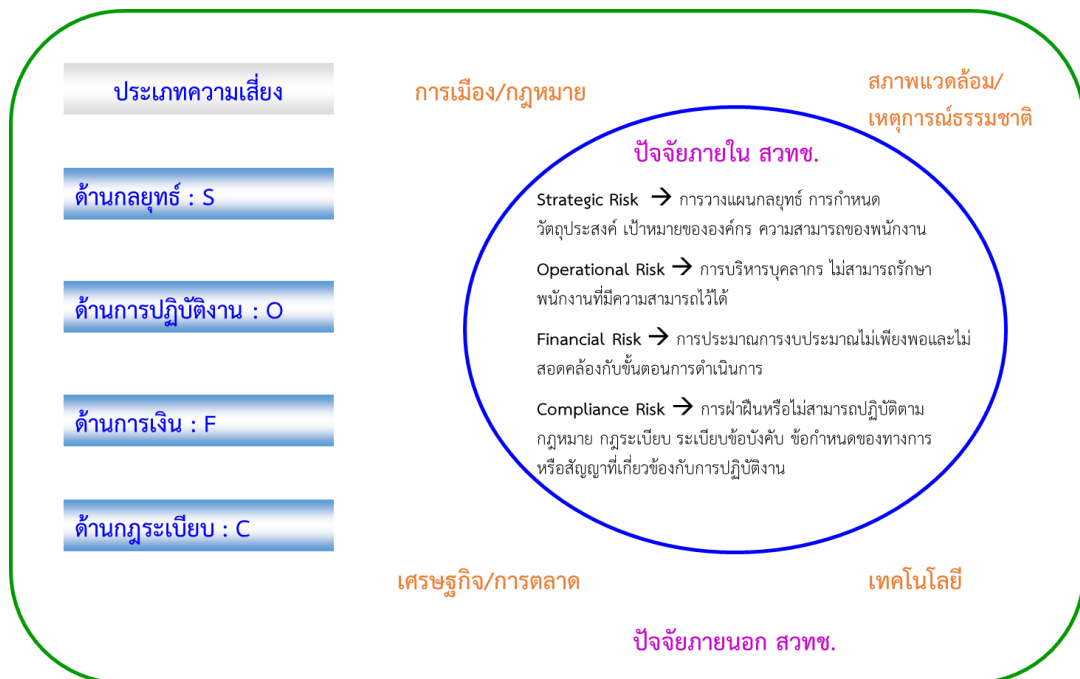 ประเภทความเสี่ยง
ด้านกลยุทธ์ : S
ด้านการปฏิบัติงาน : O
ด้านการเงิน : F
ด้านกฎระเบียบ : C
การเมือง/กฎหมาย
สภาพแวดล้อม/
เหตุการณ์ธรรมชาติ
ปัจจัยภายใน สวทช.
Strategic Risk → การวางแผนกลยุทธ์ การกำหนด
วัตถุประสงค์ เป้าหมายขององค์กร ความสามารถของพนักงาน
Operational Risk → การบริหารบุคลากร ไม่สามารถรักษา
พนักงานที่มีความสามารถไว้ได้
Financial Risk → การประมาณการงบประมาณไม่เพียงพอและไม่
สอดคล้องกับขั้นตอนการดำเนินการ
Compliance Risk → การฝ่าฝืนหรือไม่สามารถปฏิบัติตาม
กฎหมาย กฎระเบียบ ระเบียบข้อบังคับ ข้อกำหนดของทางการ
หรือสัญญาที่เกี่ยวข้องกับการปฏิบัติงาน
เศรษฐกิจ/การตลาด
เทคโนโลยี
ปัจจัยภายนอก สวทช.